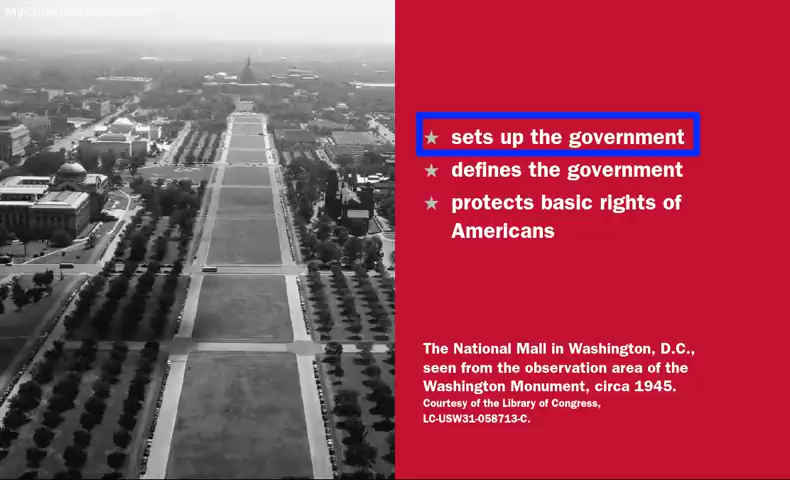 ★ sets up the government
★ defines the government
★ protects basic rights of
Americans
The National Mall in Washington, D.C.,
seen from the observation area of the
Washington Monument, circa 1945.
Courtesy of the Library of Congress,
LC-USW31-058713-C.